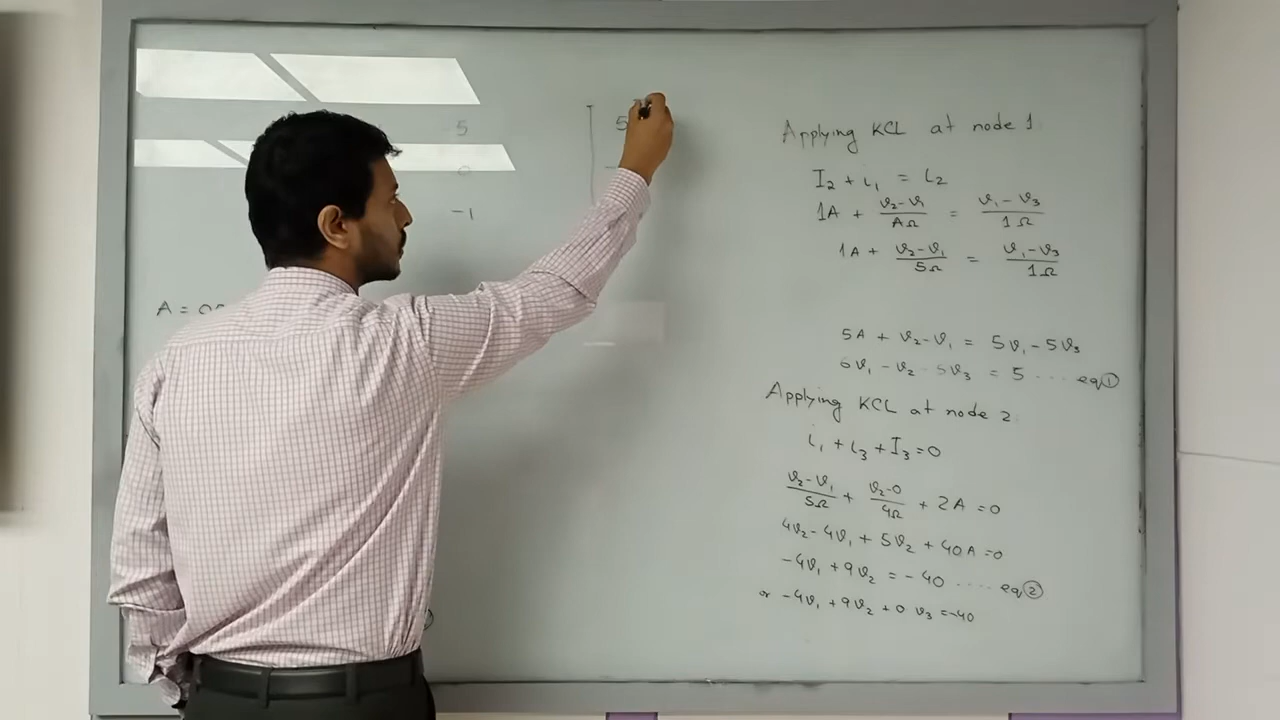 5
0
-1
5
A =
Applying KCL at node 1
I₂ + i₁ = i₂
1A + (v₂-v₁)/AΩ = (v₁-v₃)/1Ω
1A + (v₂-v₁)/5Ω = (v₁-v₃)/1Ω
5A + v₂-v₁ = 5v₁-5v₃
6v₁ - v₂ - 5v₃ = 5 .... eq①
Applying KCL at node 2
i₁ + i₃ + I₃ = 0
(v₂-v₁)/5Ω + (v₂-0)/4Ω + 2A = 0
4v₂ - 4v₁ + 5v₂ + 40A = 0
-4v₁ + 9v₂ = -40 ..... eq②
or -4v₁ + 9v₂ + 0 v₃ = -40